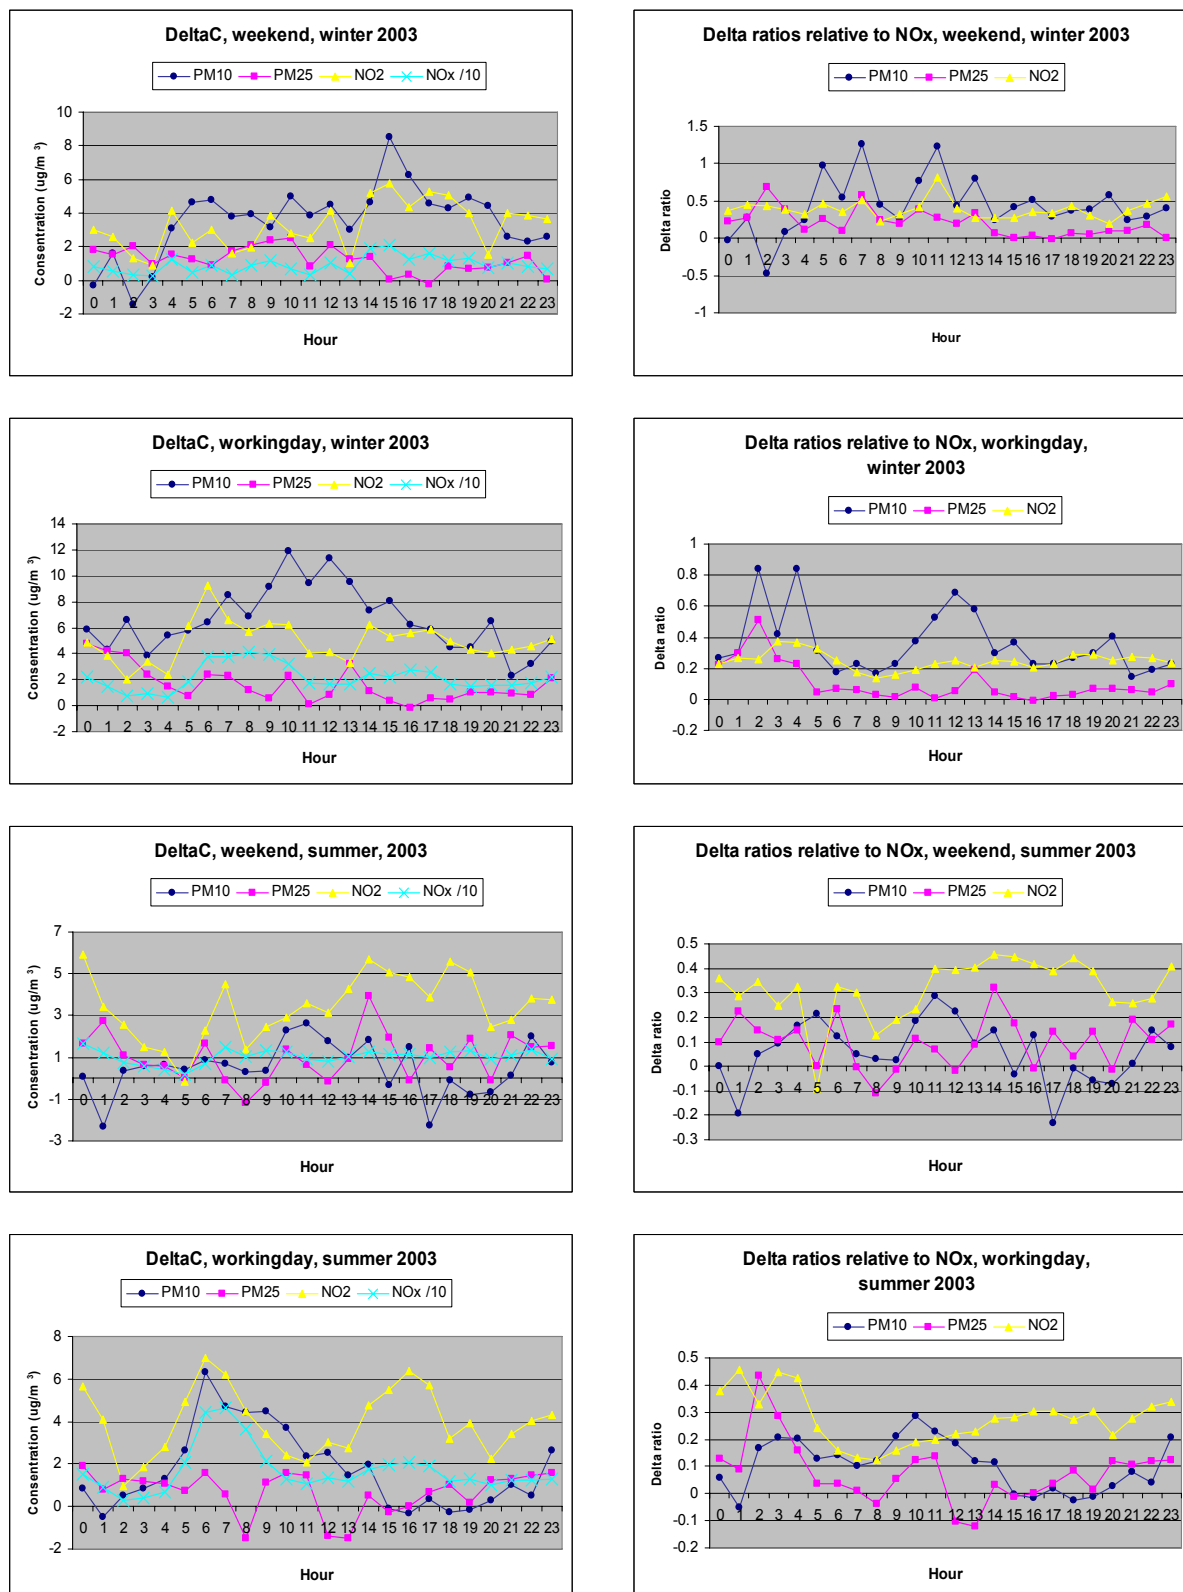 DeltaC, weekend, winter 2003
PM10 PM25 NO2 NOx /10
Consentration (ug/m ³)
10
8
6
4
2
0
-2
0 1 2 3 4 5 6 7 8 9 10 11 12 13 14 15 16 17 18 19 20 21 22 23
Hour
Delta ratios relative to NOx, weekend, winter 2003
PM10 PM25 NO2
Delta ratio
1.5
1
0.5
0
-0.5
-1
0 1 2 3 4 5 6 7 8 9 10 11 12 13 14 15 16 17 18 19 20 21 22 23
Hour
DeltaC, workingday, winter 2003
PM10 PM25 NO2 NOx /10
Consentration (ug/m ³)
14
12
10
8
6
4
2
0
-2
0 1 2 3 4 5 6 7 8 9 10 11 12 13 14 15 16 17 18 19 20 21 22 23
Hour
Delta ratios relative to NOx, workingday,
winter 2003
PM10 PM25 NO2
Delta ratio
1
0.8
0.6
0.4
0.2
0
-0.2
0 1 2 3 4 5 6 7 8 9 10 11 12 13 14 15 16 17 18 19 20 21 22 23
Hour
DeltaC, weekend, summer, 2003
PM10 PM25 NO2 NOx /10
Consentration (ug/m ³)
7
5
3
1
-1
-3
0 1 2 3 4 5 6 7 8 9 10 11 12 13 14 15 16 17 18 19 20 21 22 23
Hour
Delta ratios relative to NOx, weekend, summer 2003
PM10 PM25 NO2
Delta ratio
0.5
0.4
0.3
0.2
0.1
0
-0.1
-0.2
-0.3
0 1 2 3 4 5 6 7 8 9 10 11 12 13 14 15 16 17 18 19 20 21 22 23
Hour
DeltaC, workingday, summer 2003
PM10 PM25 NO2 NOx /10
Consentration (ug/m ³)
8
6
4
2
0
-2
0 1 2 3 4 5 6 7 8 9 10 11 12 13 14 15 16 17 18 19 20 21 22 23
Hour
Delta ratios relative to NOx, workingday,
summer 2003
PM10 PM25 NO2
Delta ratio
0.5
0.4
0.3
0.2
0.1
0
-0.1
-0.2
0 1 2 3 4 5 6 7 8 9 10 11 12 13 14 15 16 17 18 19 20 21 22 23
Hour